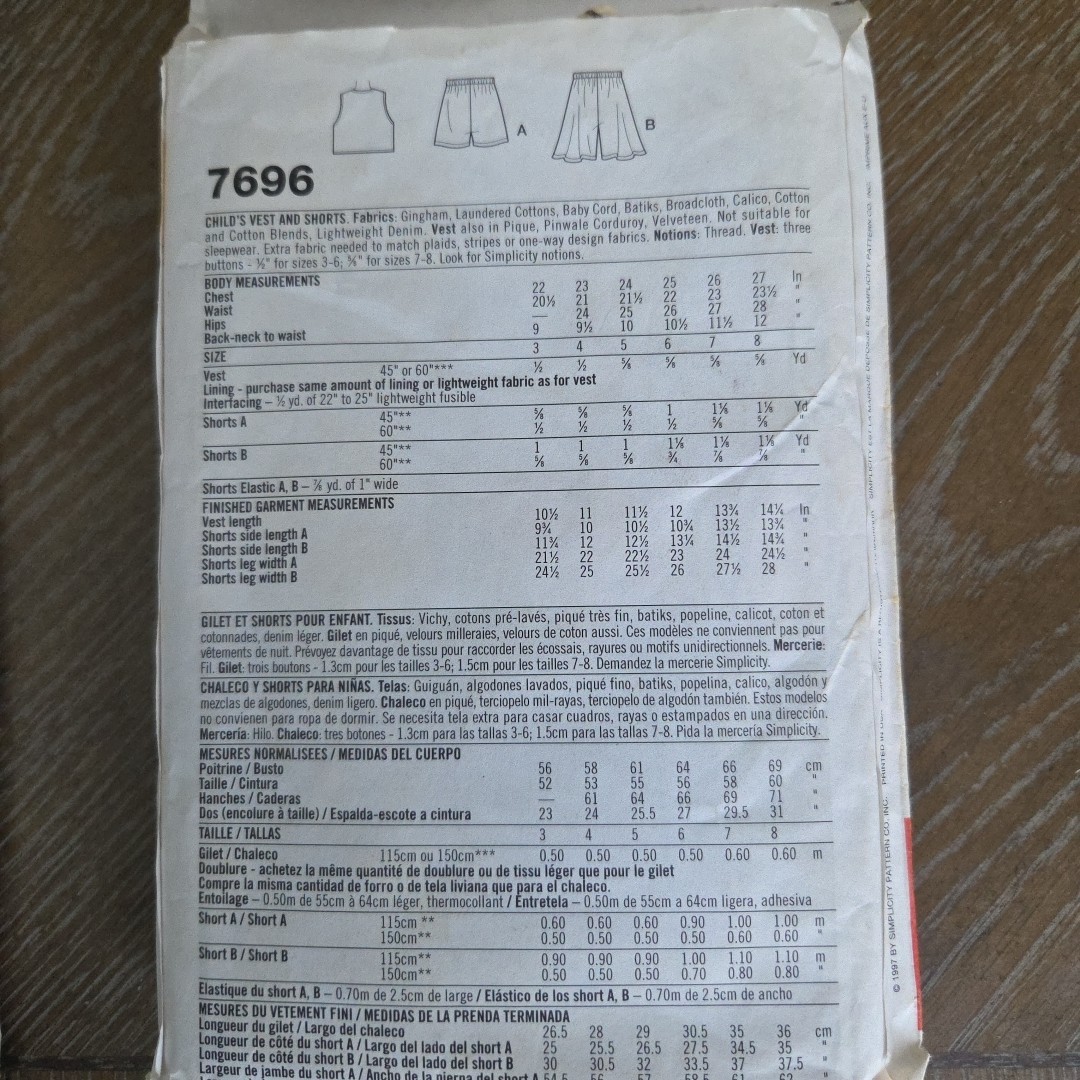 A
B
7696
CHILD'S VEST AND SHORTS. Fabrics: Gingham, Laundered Cottons, Baby Cord, Batiks, Broadcloth, Calico, Cotton
and Cotton Blends, Lightweight Denim. Vest also in Pique, Pinwale Corduroy, Velveteen. Not suitable for
sleepwear. Extra fabric needed to match plaids, stripes or one-way design fabrics. Notions: Thread. Vest: three
buttons - ½" for sizes 3-6; ⅝" for sizes 7-8. Look for Simplicity notions.
BODY MEASUREMENTS
Chest 22 23 24 25 26 27 In
Waist 20½ 21 21½ 22 23 23½ "
Hips — 24 25 26 27 28 "
Back-neck to waist 9 9½ 10 10½ 11½ 12 "
SIZE 3 4 5 6 7 8
Vest 45" or 60"*** ½ ½ ⅝ ⅝ ⅝ ⅝ Yd
Lining - purchase same amount of lining or lightweight fabric as for vest
Interfacing – ½ yd. of 22" to 25" lightweight fusible
Shorts A 45"** ⅝ ⅝ ⅝ 1 1⅛ 1⅛ Yd
60"** ½ ½ ½ ½ ⅝ ⅝ "
Shorts B 45"** 1 1 1 1⅛ 1⅛ 1⅛ Yd
60"** ⅝ ⅝ ⅝ ¾ ⅞ ⅞ "
Shorts Elastic A, B – ⅞ yd. of 1" wide
FINISHED GARMENT MEASUREMENTS
Vest length 10½ 11 11½ 12 13¾ 14¼ In
Shorts side length A 9¾ 10 10½ 10¾ 13½ 13¾ "
Shorts side length B 11¾ 12 12½ 13¼ 14½ 14¾ "
Shorts leg width A 21½ 22 22½ 23 24 24½ "
Shorts leg width B 24½ 25 25½ 26 27½ 28 "
GILET ET SHORTS POUR ENFANT. Tissus: Vichy, cotons pré-lavés, piqué très fin, batiks, popeline, calicot, coton et
cotonnades, denim léger. Gilet en piqué, velours milleraies, velours de coton aussi. Ces modèles ne conviennent pas pour
vêtements de nuit. Prévoyez davantage de tissu pour raccorder les écossais, rayures ou motifs unidirectionnels. Mercerie:
Fil. Gilet: trois boutons - 1.3cm pour les tailles 3-6; 1.5cm pour les tailles 7-8. Demandez la mercerie Simplicity.
CHALECO Y SHORTS PARA NIÑAS. Telas: Guiguán, algodones lavados, piqué fino, batiks, popelina, calico, algodón y
mezclas de algodones, denim ligero. Chaleco en piqué, terciopelo mil-rayas, terciopelo de algodón también. Estos modelos
no convienen para ropa de dormir. Se necesita tela extra para casar cuadros, rayas o estampados en una dirección.
Mercería: Hilo. Chaleco: tres botones - 1.3cm para las tallas 3-6; 1.5cm para las tallas 7-8. Pida la mercería Simplicity.
MESURES NORMALISEES / MEDIDAS DEL CUERPO
Poitrine / Busto 56 58 61 64 66 69 cm
Taille / Cintura 52 53 55 56 58 60 "
Hanches / Caderas — 61 64 66 69 71 "
Dos (encolure à taille) / Espalda-escote a cintura 23 24 25.5 27 29.5 31 "
TAILLE / TALLAS 3 4 5 6 7 8
Gilet / Chaleco 115cm ou 150cm*** 0.50 0.50 0.50 0.50 0.60 0.60 m
Doublure - achetez la même quantité de doublure ou de tissu léger que pour le gilet
Compre la misma cantidad de forro o de tela liviana que para el chaleco.
Entoilage – 0.50m de 55cm à 64cm léger, thermocollant / Entretela – 0.50m de 55cm a 64cm ligera, adhesiva
Short A / Short A 115cm ** 0.60 0.60 0.60 0.90 1.00 1.00 m
150cm** 0.50 0.50 0.50 0.50 0.60 0.60 "
Short B / Short B 115cm** 0.90 0.90 0.90 1.00 1.10 1.10 m
150cm** 0.50 0.50 0.50 0.70 0.80 0.80 "
Elastique du short A, B – 0.70m de 2.5cm de large / Elástico de los short A, B – 0.70m de 2.5cm de ancho
MESURES DU VETEMENT FINI / MEDIDAS DE LA PRENDA TERMINADA
Longueur du gilet / Largo del chaleco 26.5 28 29 30.5 35 36 cm
Longueur de côté du short A / Largo del lado del short A 25 25.5 26.5 27.5 34.5 35 "
Longueur de côté du short B / Largo del lado del short B 30 30.5 32 33.5 37 37.5 "
Largeur de jambe du short A / Ancho de la pierna del short A
© 1997 BY SIMPLICITY PATTERN CO. INC. PRINTED IN